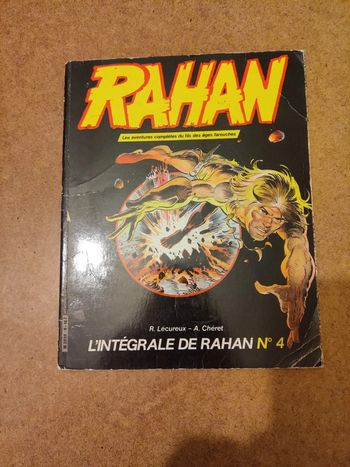 RAHAN
Les aventures complètes du fils des âges farouches
R. Lécureux – A. Chéret
L'INTÉGRALE DE RAHAN N° 4